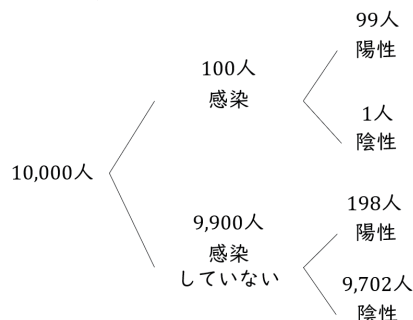 99人
陽性
100人
感染
1人
陰性
10,000人
9,900人
感染
していない
198人
陽性
9,702人
陰性